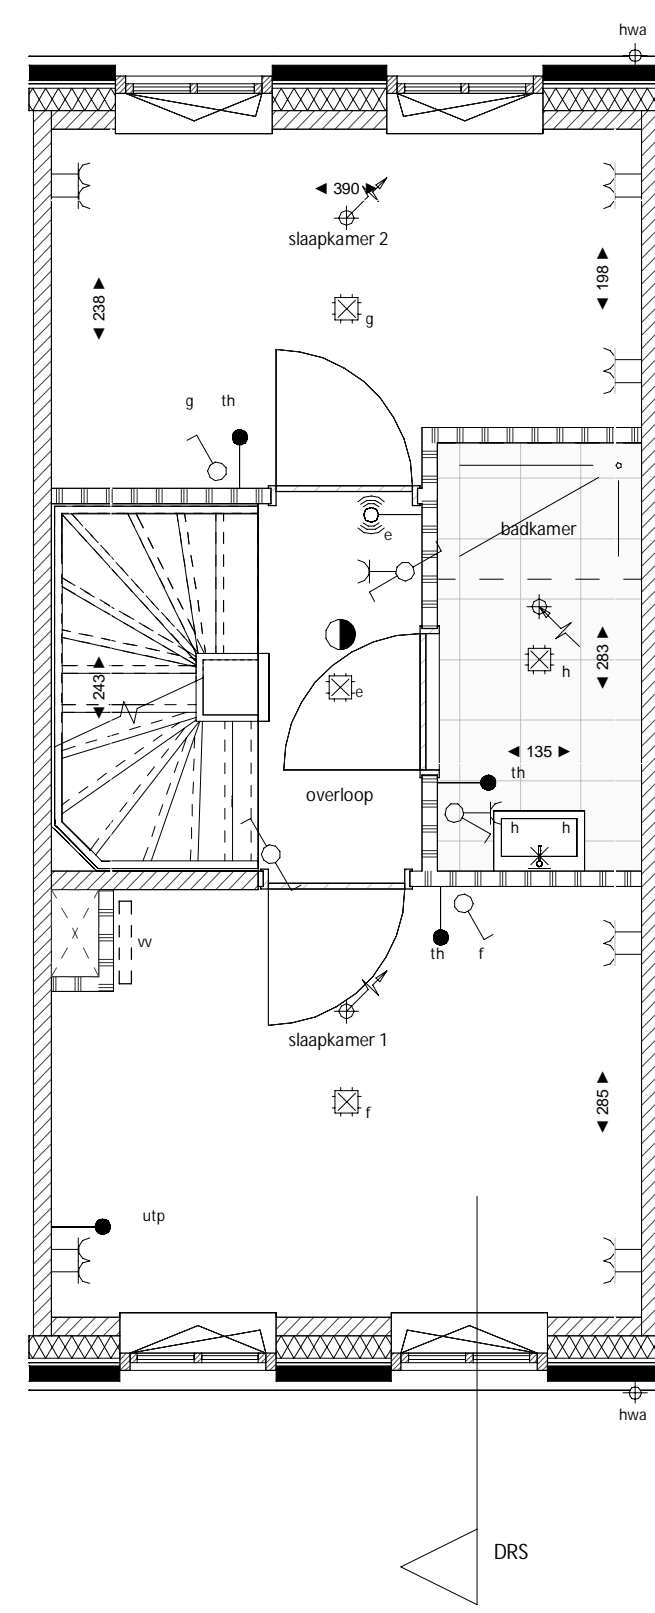 hwa
390
slaapkamer 2
238
198
g
g
th
e
badkamer
h
283
243
e
135
th
overloop
h
h
vv
th
f
slaapkamer 1
285
f
utp
hwa
DRS